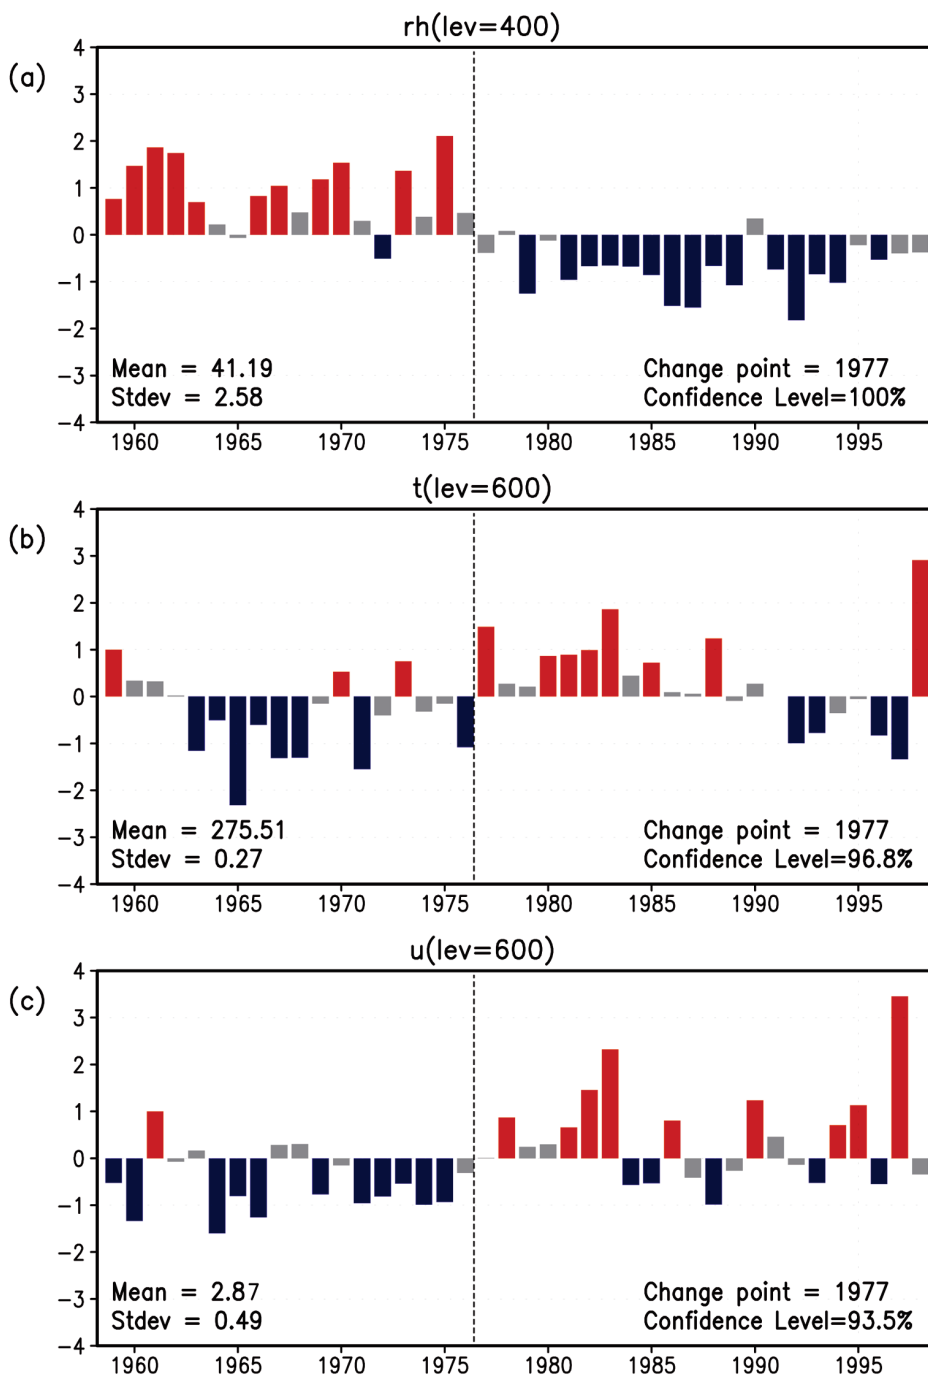 rh(lev=400)
(a)
4
3
2
1
0
−1
−2
−3
−4
Mean = 41.19
Stdev = 2.58
Change point = 1977
Confidence Level=100%
1960 1965 1970 1975 1980 1985 1990 1995
t(lev=600)
(b)
4
3
2
1
0
−1
−2
−3
−4
Mean = 275.51
Stdev = 0.27
Change point = 1977
Confidence Level=96.8%
1960 1965 1970 1975 1980 1985 1990 1995
u(lev=600)
(c)
4
3
2
1
0
−1
−2
−3
−4
Mean = 2.87
Stdev = 0.49
Change point = 1977
Confidence Level=93.5%
1960 1965 1970 1975 1980 1985 1990 1995